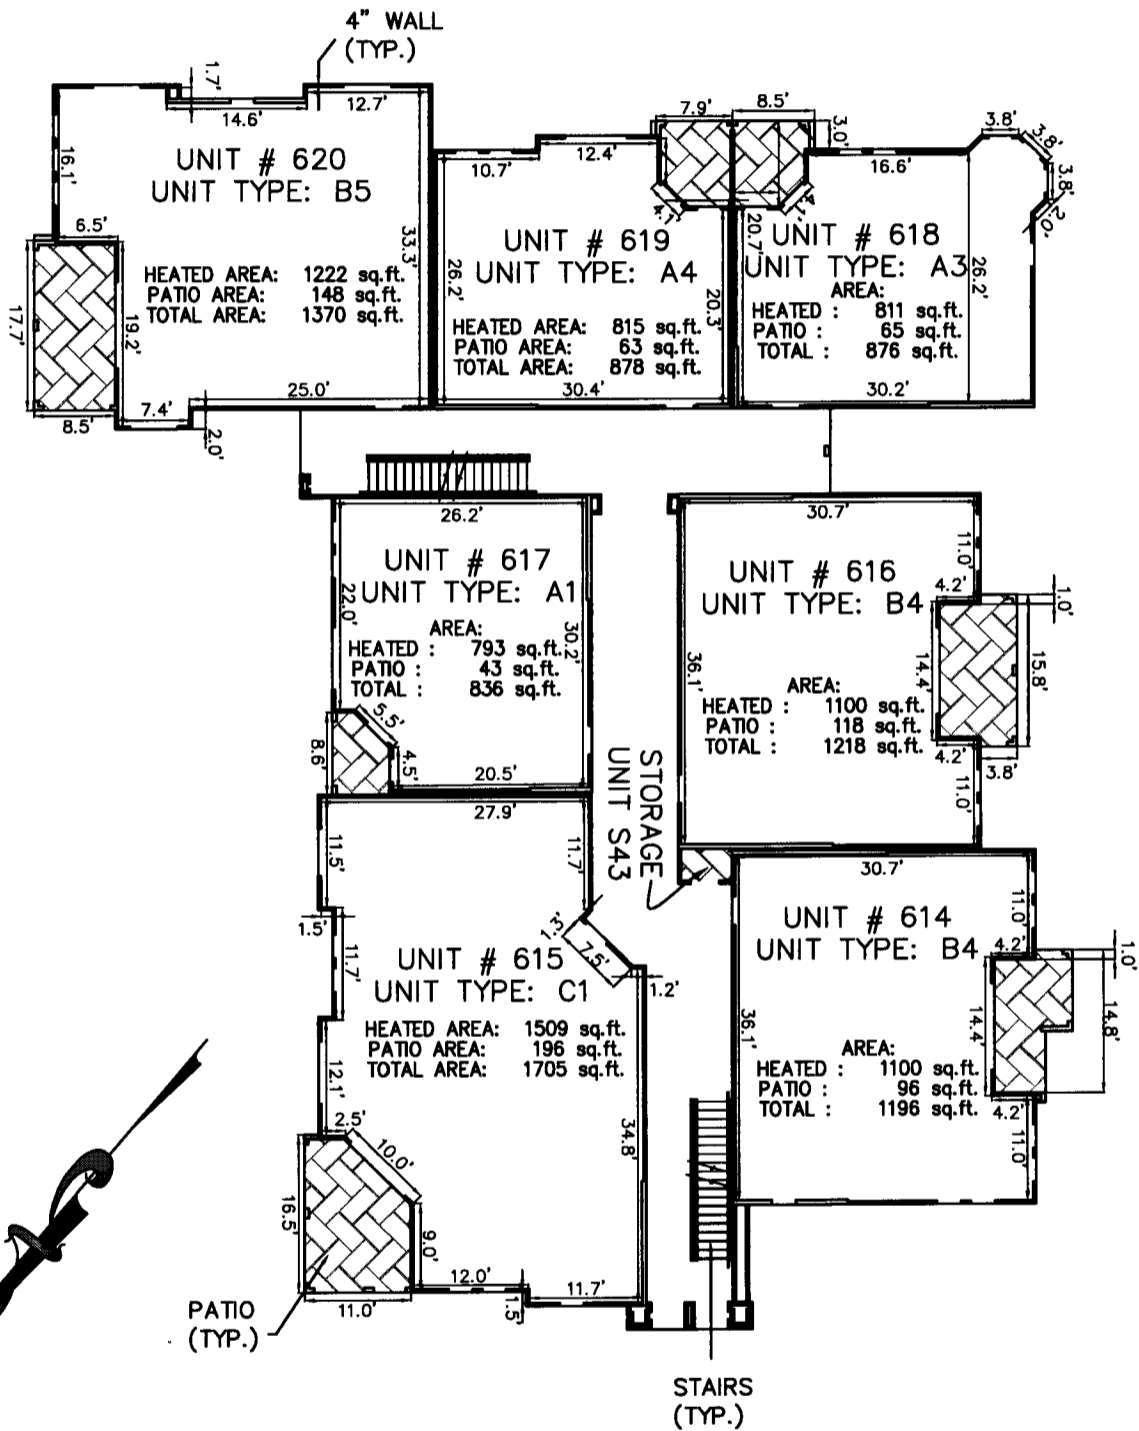 4" WALL
(TYP.)
1.7'
14.6'
12.7'
16.1'
UNIT # 620
UNIT TYPE: B5
6.5'
33.3'
HEATED AREA: 1222 sq.ft.
PATIO AREA: 148 sq.ft.
TOTAL AREA: 1370 sq.ft.
17.7'
19.2'
25.0'
7.4'
8.5'
2.0'
7.9'
10.7'
12.4'
4.1'
UNIT # 619
UNIT TYPE: A4
26.2'
20.3'
HEATED AREA: 815 sq.ft.
PATIO AREA: 63 sq.ft.
TOTAL AREA: 878 sq.ft.
30.4'
8.5'
3.0'
16.6'
3.8'
3.8'
3.8'
2.0'
4.1'
20.7'
UNIT # 618
UNIT TYPE: A3
26.2'
AREA:
HEATED : 811 sq.ft.
PATIO : 65 sq.ft.
TOTAL : 876 sq.ft.
30.2'
26.2'
UNIT # 617
UNIT TYPE: A1
22.0'
30.2'
AREA:
HEATED : 793 sq.ft.
PATIO : 43 sq.ft.
TOTAL : 836 sq.ft.
5.5'
8.6'
4.5'
20.5'
30.7'
11.0'
UNIT # 616
UNIT TYPE: B4
4.2'
1.0'
36.1'
14.4'
15.8'
AREA:
HEATED : 1100 sq.ft.
PATIO : 118 sq.ft.
TOTAL : 1218 sq.ft.
4.2'
3.8'
11.0'
STORAGE
UNIT S43
27.9'
11.5'
11.7'
1.5'
11.7'
1.3'
7.5'
1.2'
UNIT # 615
UNIT TYPE: C1
HEATED AREA: 1509 sq.ft.
PATIO AREA: 196 sq.ft.
TOTAL AREA: 1705 sq.ft.
12.1'
2.5'
10.0'
34.8'
16.5'
9.0'
12.0'
11.7'
11.0'
1.5'
30.7'
11.0'
UNIT # 614
UNIT TYPE: B4
4.2'
1.0'
36.1'
14.4'
14.8'
AREA:
HEATED : 1100 sq.ft.
PATIO : 96 sq.ft.
TOTAL : 1196 sq.ft.
4.2'
11.0'
PATIO
(TYP.)
STAIRS
(TYP.)